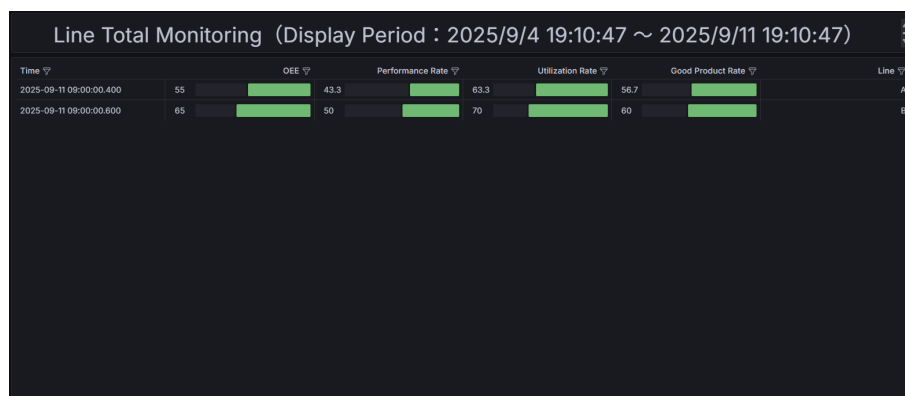 Line Total Monitoring（Display Period：2025/9/4 19:10:47 ～ 2025/9/11 19:10:47）
Time OEE Performance Rate Utilization Rate Good Product Rate Line
2025-09-11 09:00:00.400 55 43.3 63.3 56.7 A
2025-09-11 09:00:00.600 65 50 70 60 B